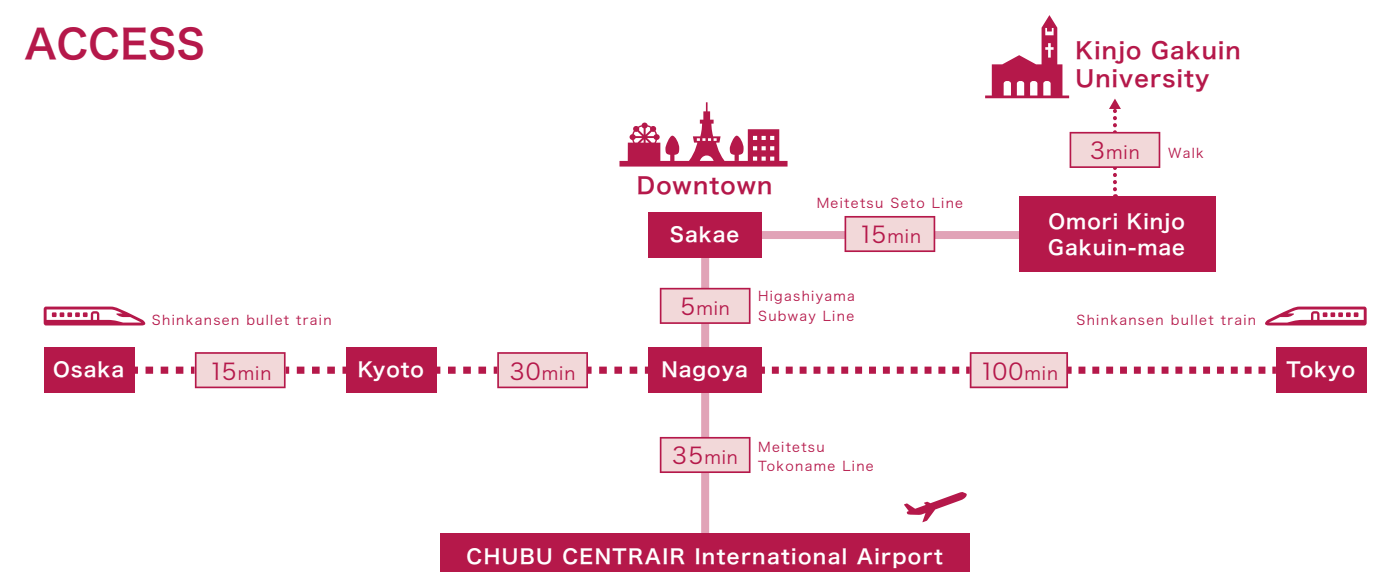 ACCESS
Kinjo Gakuin
University
3min
Walk
Downtown
Meitetsu Seto Line
Sakae
15min
Omori Kinjo
Gakuin-mae
5min
Higashiyama
Subway Line
Shinkansen bullet train
Shinkansen bullet train
Osaka
15min
Kyoto
30min
Nagoya
100min
Tokyo
35min
Meitetsu
Tokoname Line
CHUBU CENTRAIR International Airport